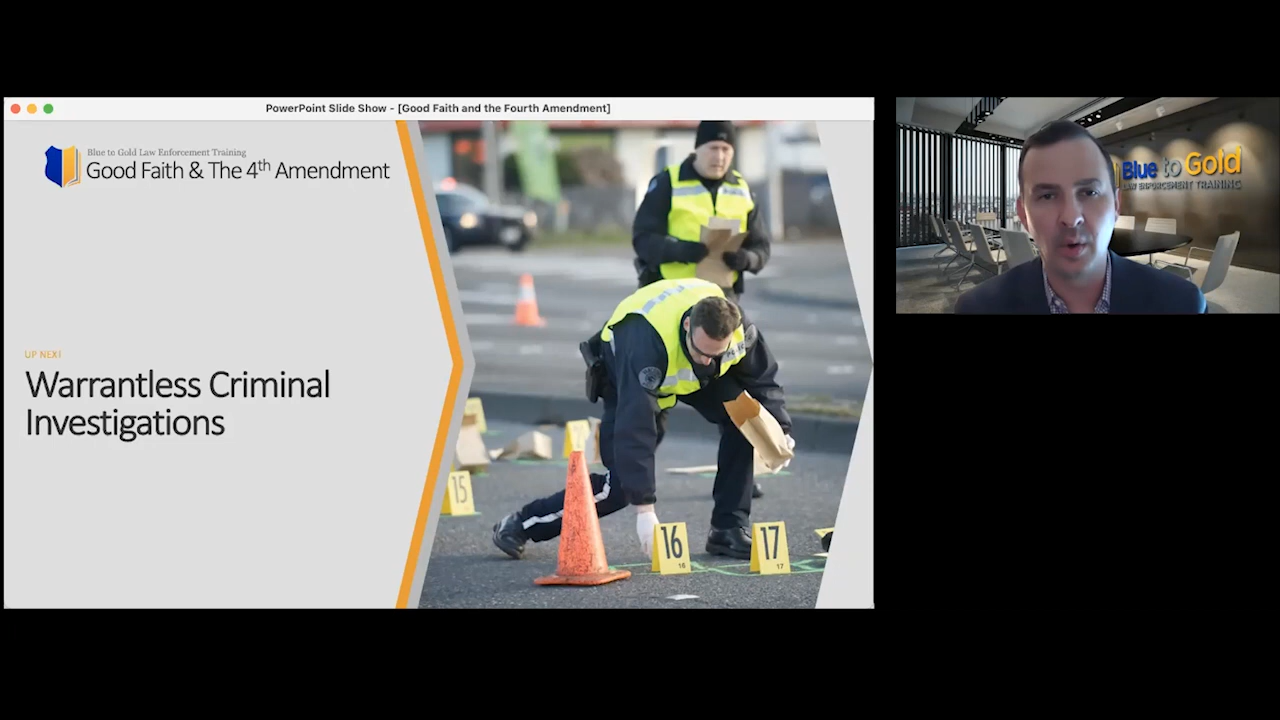 PowerPoint Slide Show - [Good Faith and the Fourth Amendment]
Blue to Gold Law Enforcement Training
Good Faith & The 4th Amendment
UP NEXT
Warrantless Criminal
Investigations
15
16
16
17
17
Blue to Gold
LAW ENFORCEMENT TRAINING